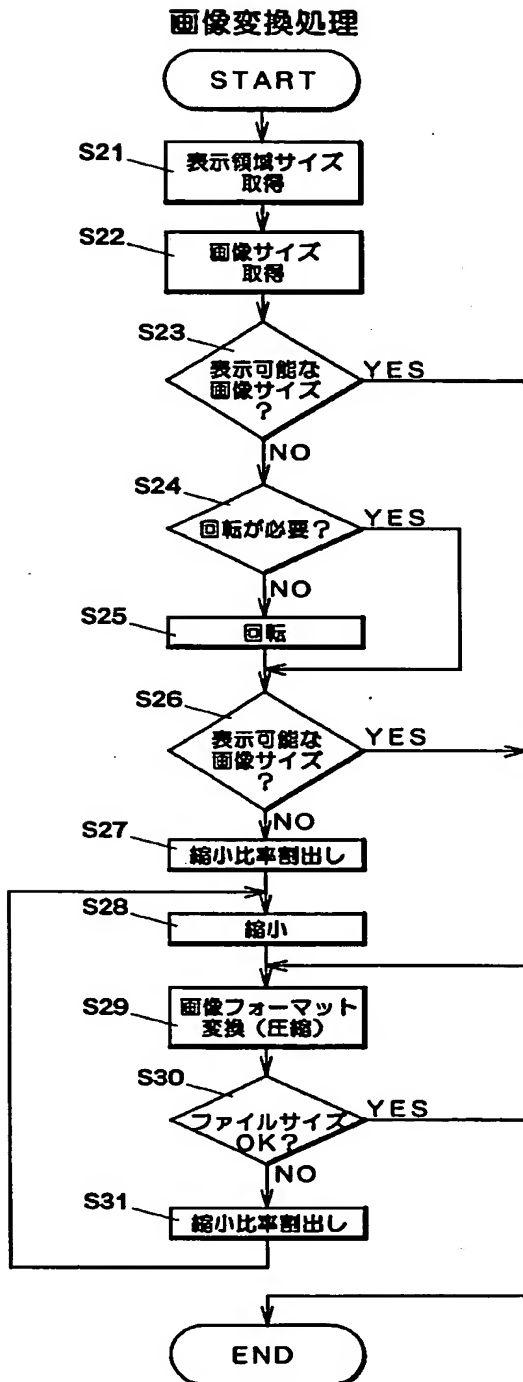 画像変換処理
START
S21
表示領域サイズ
取得
S22
画像サイズ
取得
S23
表示可能な
画像サイズ
?
YES
NO
S24
回転が必要?
YES
NO
S25
回転
S26
表示可能な
画像サイズ
?
YES
NO
S27
縮小比率割出し
S28
縮小
S29
画像フォーマット
変換(圧縮)
S30
ファイルサイズ
OK?
YES
NO
S31
縮小比率割出し
END